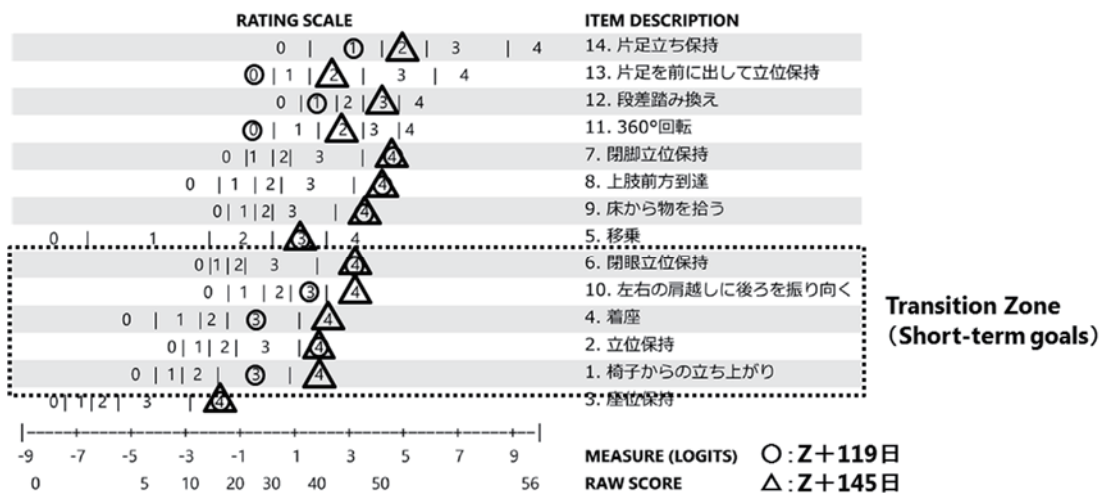 RATING SCALE ITEM DESCRIPTION
0 | 1 | 2 | 3 | 4 14. 片足立ち保持
0 | 1 | 2 | 3 | 4 13. 片足を前に出して立位保持
0 | 1 | 2 | 3 | 4 12. 段差踏み換え
0 | 1 | 2 | 3 | 4 11. 360°回転
0 | 1 | 2 | 3 | 4 7. 閉脚立位保持
0 | 1 | 2 | 3 | 4 8. 上肢前方到達
0 | 1 | 2 | 3 | 4 9. 床から物を拾う
0 | 1 | 2 | 3 | 4 5. 移乗
0 | 1 | 2 | 3 | 4 6. 閉眼立位保持
0 | 1 | 2 | 3 | 4 10. 左右の肩越しに後ろを振り向く
0 | 1 | 2 | 3 | 4 4. 着座
0 | 1 | 2 | 3 | 4 2. 立位保持
0 | 1 | 2 | 3 | 4 1. 椅子からの立ち上がり
0 | 1 | 2 | 3 | 4 3. 座位保持
Transition Zone
（Short-term goals）
-9 -7 -5 -3 -1 1 3 5 7 9 MEASURE (LOGITS) ○ : Z＋119日
0 5 10 20 30 40 50 56 RAW SCORE △ : Z＋145日